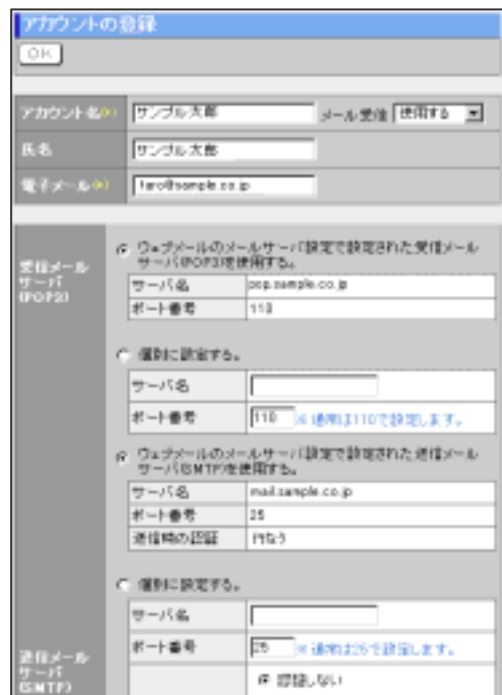 アカウントの登録
OK
アカウント名(※) サンプル太郎 メール受信 使用する
氏名 サンプル太郎
電子メール(※) taro@sample.co.jp
ウェブメールのメールサーバ設定で設定された受信メール
サーバ(POP3)を使用する。
受信メール
サーバ
(POP3)
サーバ名 pop.sample.co.jp
ポート番号 110
個別に設定する。
サーバ名
ポート番号 110 ※通常は110で設定します。
ウェブメールのメールサーバ設定で設定された送信メール
サーバ(SMTP)を使用する。
サーバ名 mail.sample.co.jp
ポート番号 25
送信時の認証 行なう
個別に設定する。
サーバ名
ポート番号 25 ※通常は25で設定します。
送信メール
サーバ
(SMTP)
認証しない